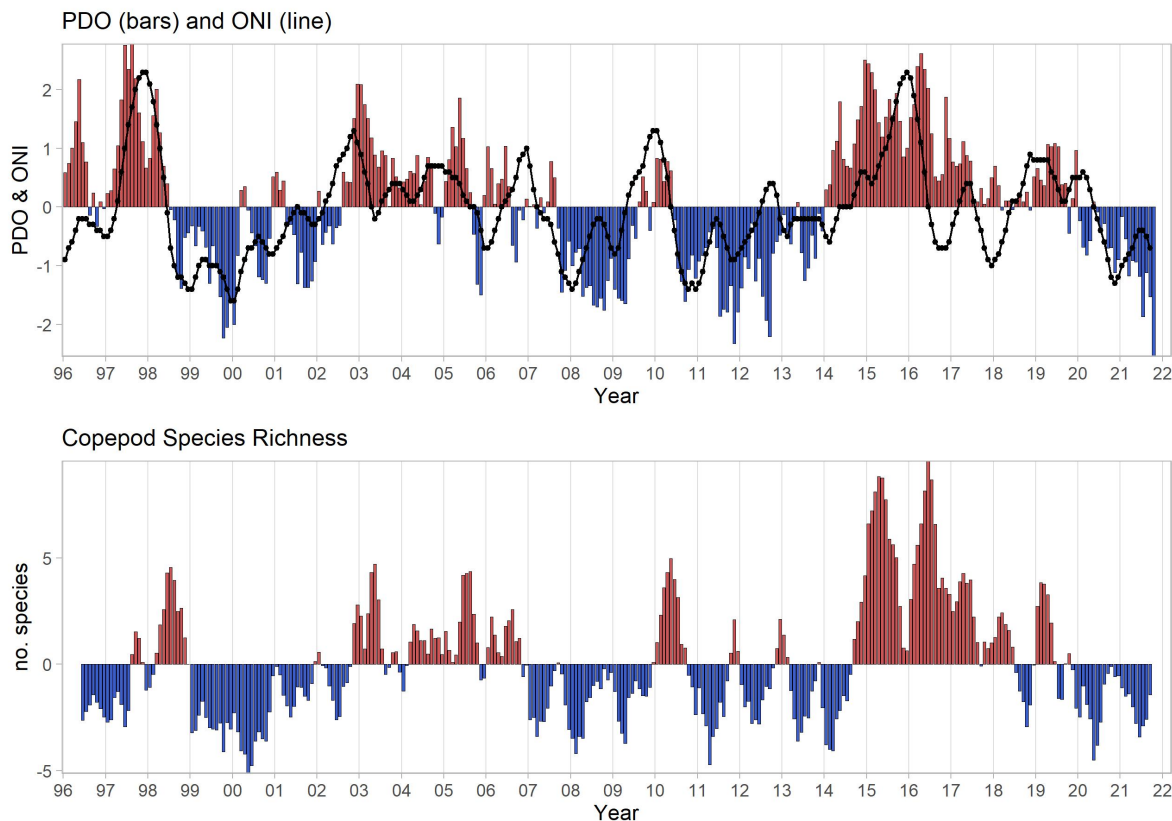 PDO (bars) and ONI (line)
PDO & ONI
2
1
0
-1
-2
96 97 98 99 00 01 02 03 04 05 06 07 08 09 10 11 12 13 14 15 16 17 18 19 20 21 22
Year
Copepod Species Richness
no. species
5
0
-5
96 97 98 99 00 01 02 03 04 05 06 07 08 09 10 11 12 13 14 15 16 17 18 19 20 21 22
Year